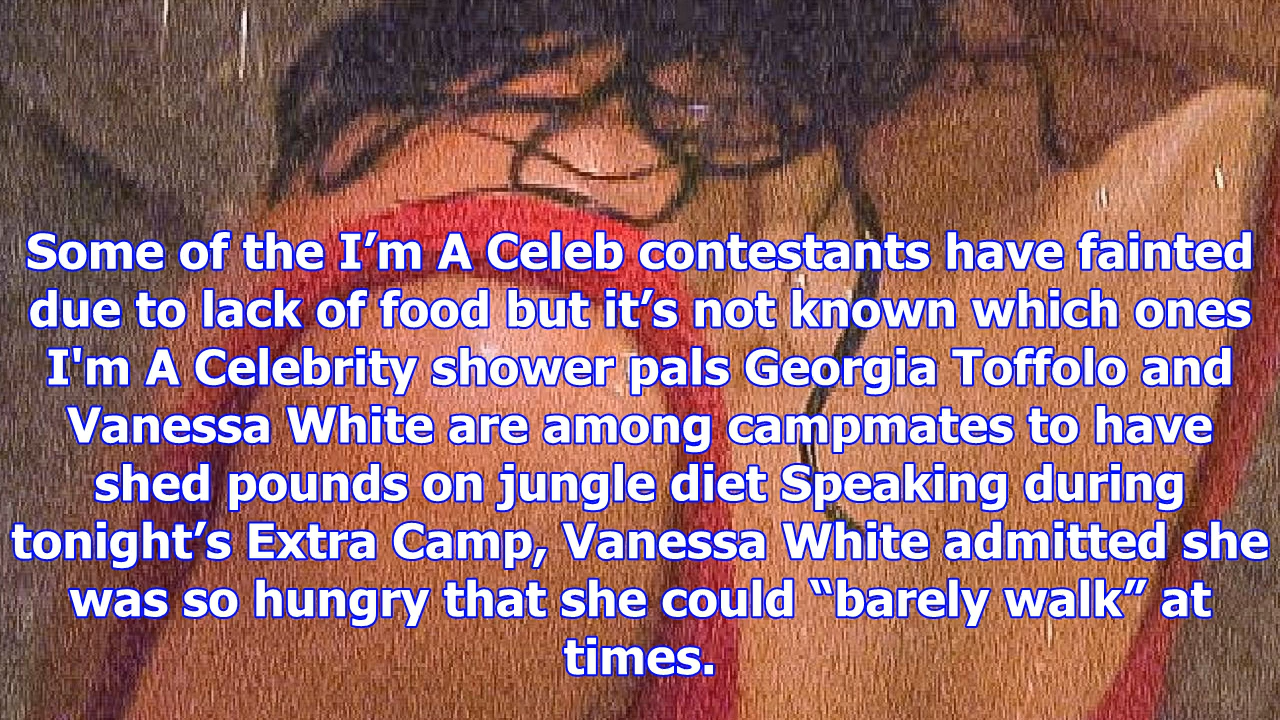 Some of the I’m A Celeb contestants have fainted
due to lack of food but it’s not known which ones
I'm A Celebrity shower pals Georgia Toffolo and
Vanessa White are among campmates to have
shed pounds on jungle diet Speaking during
tonight’s Extra Camp, Vanessa White admitted she
was so hungry that she could “barely walk” at
times.